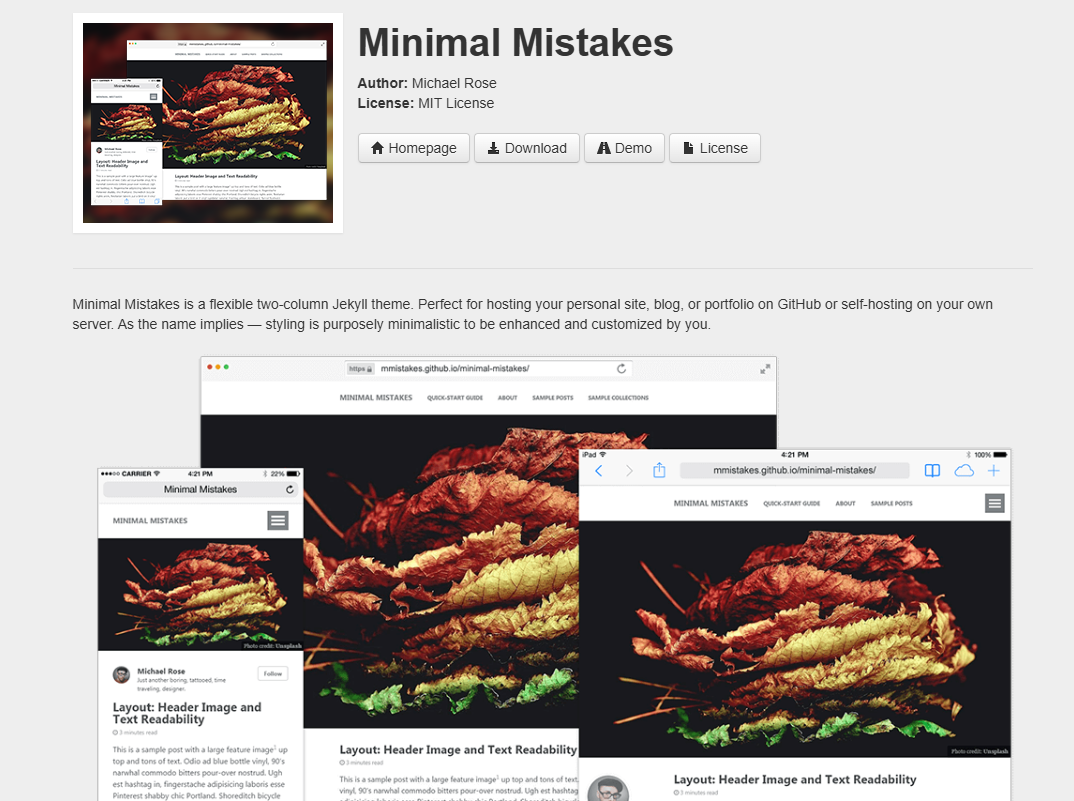 Minimal Mistakes
Author: Michael Rose
License: MIT License
Homepage Download Demo License
Minimal Mistakes is a flexible two-column Jekyll theme. Perfect for hosting your personal site, blog, or portfolio on GitHub or self-hosting on your own
server. As the name implies — styling is purposely minimalistic to be enhanced and customized by you.
https mmistakes.github.io/minimal-mistakes/
MINIMAL MISTAKES QUICK-START GUIDE ABOUT SAMPLE POSTS SAMPLE COLLECTIONS
CARRIER 4:21 PM 22%
Minimal Mistakes
MINIMAL MISTAKES
Photo credit: Unsplash
Michael Rose
Just another boring, tattooed, time
traveling, designer.
Follow
Layout: Header Image and
Text Readability
3 minutes read
This is a sample post with a large feature image1 up
top and tons of text. Odio ad blue bottle vinyl, 90's
narwhal commodo bitters pour-over nostrud. Ugh
est hashtag in, fingerstache adipisicing laboris esse
Pinterest shabby chic Portland. Shoreditch bicycle
Layout: Header Image and Text Readability
3 minutes read
This is a sample post with a large feature image1 up top and tons of text.
vinyl, 90's narwhal commodo bitters pour-over nostrud. Ugh est hashtag
iPad 4:21 PM 100%
mmistakes.github.io/minimal-mistakes/
MINIMAL MISTAKES QUICK-START GUIDE ABOUT SAMPLE POSTS
Photo credit: Unsplash
Layout: Header Image and Text Readability
3 minutes read